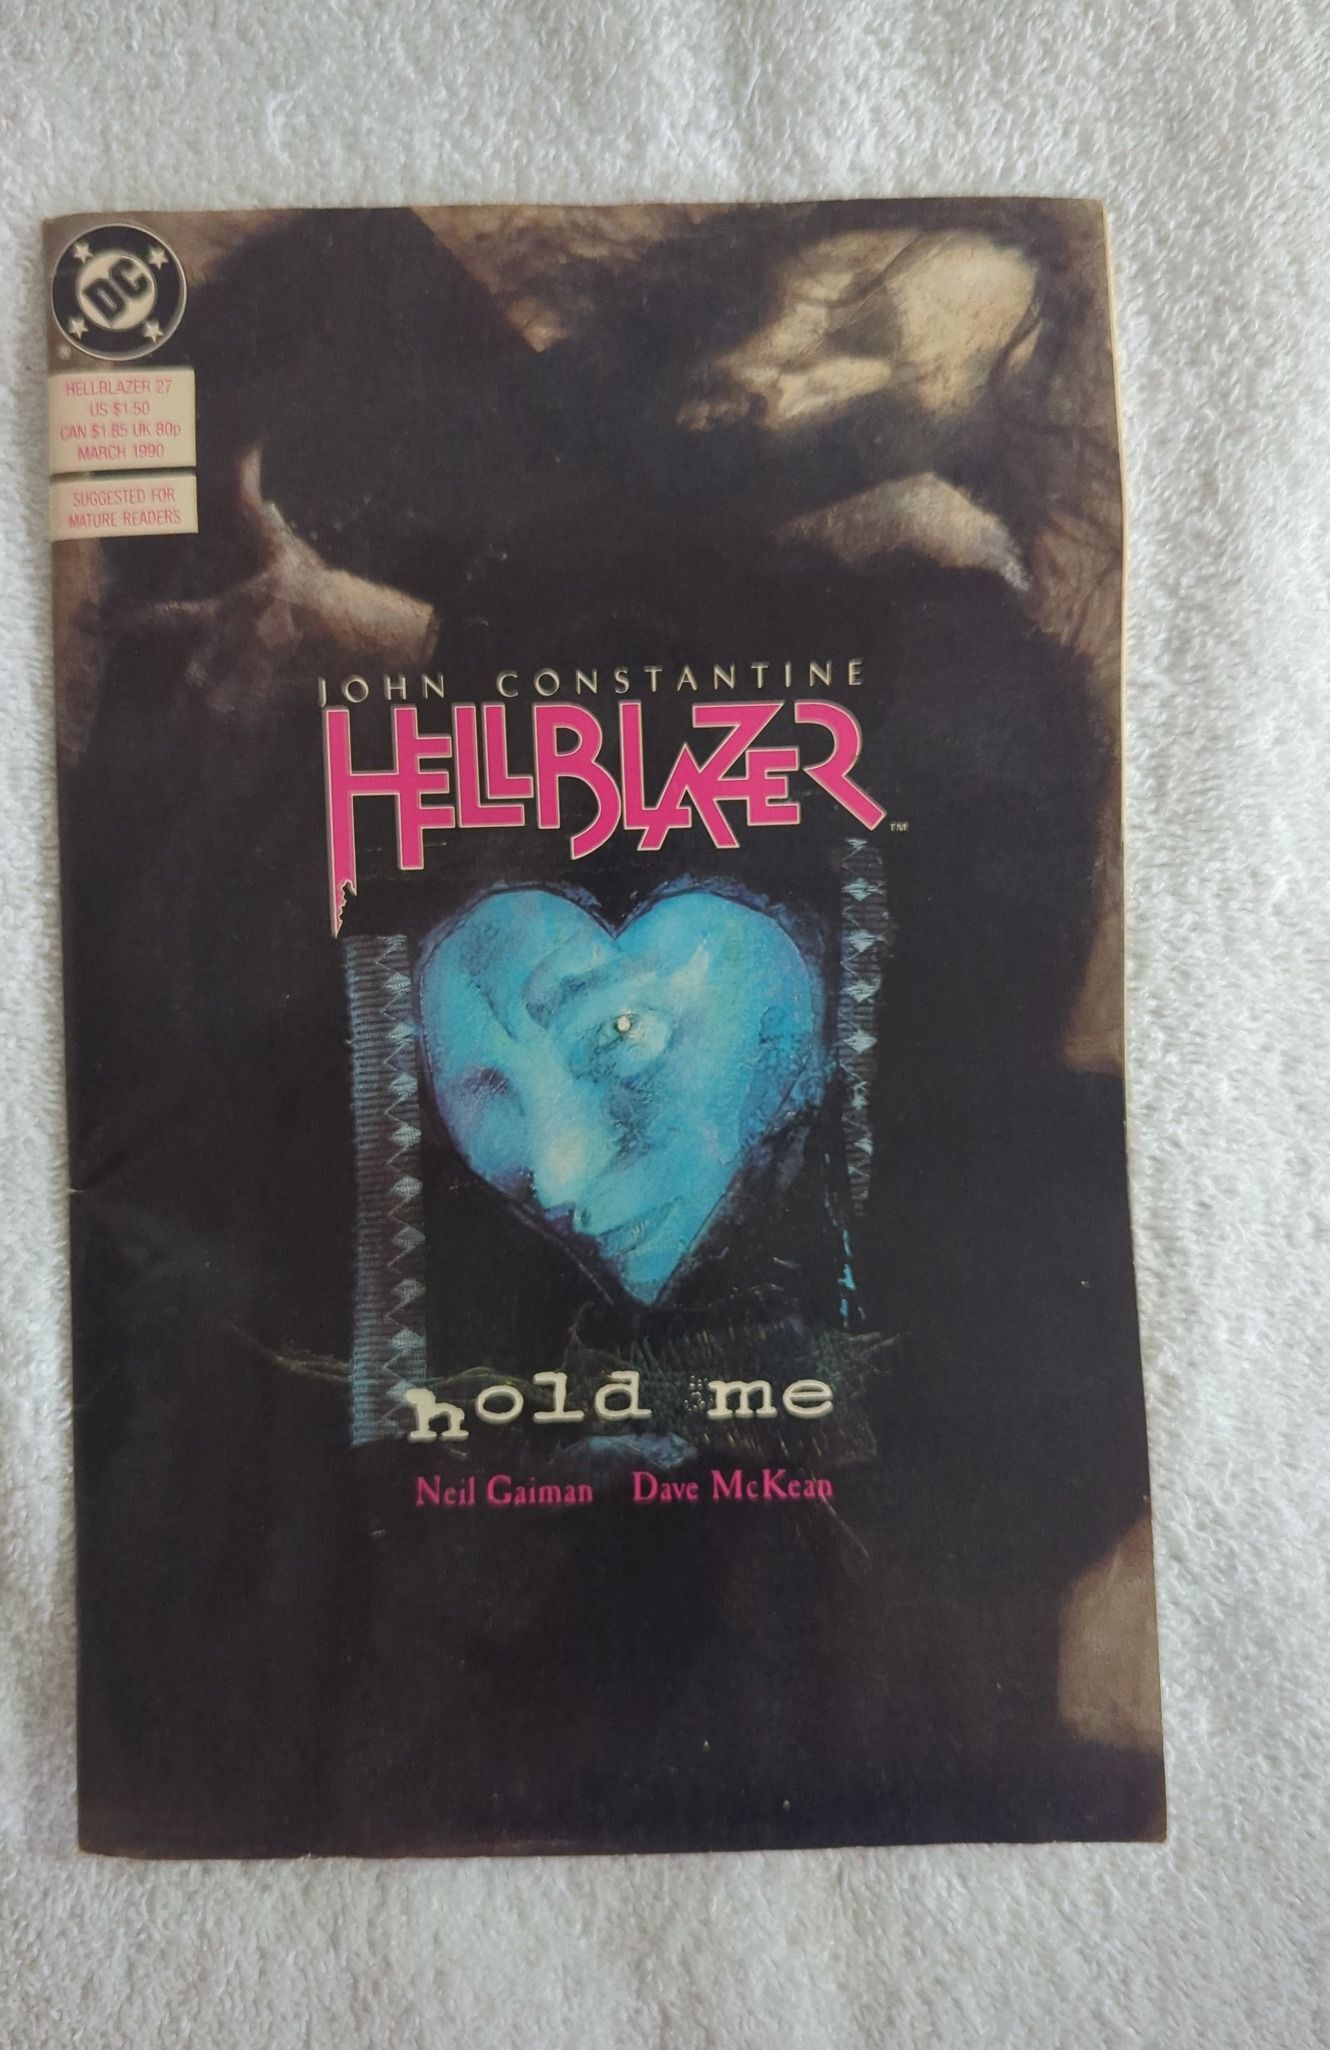 DC
®
HELLBLAZER 27
US $1.50
CAN $1.85 UK 80p
MARCH 1990
SUGGESTED FOR
MATURE READERS
JOHN CONSTANTINE
HELLBLAZER
TM
hold me
Neil Gaiman Dave McKean